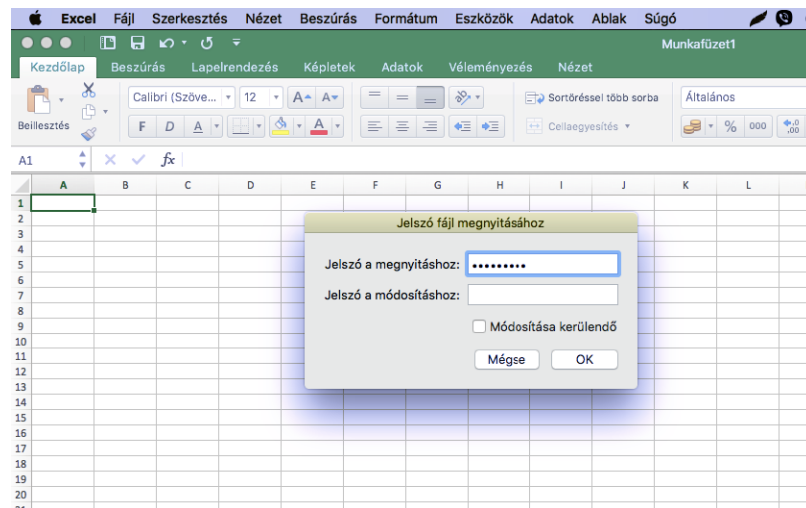 Excel Fájl Szerkesztés Nézet Beszúrás Formátum Eszközök Adatok Ablak Súgó
Munkafüzet1
Kezdőlap Beszúrás Lapelrendezés Képletek Adatok Véleményezés Nézet
Calibri (Szöve... 12 A A Sortöréssel több sorba Általános
Beillesztés F D A A Cellaegyesítés % 000 ,0 ,00
A1 fx
A B C D E F G H I J K L
1
2
Jelszó fájl megnyitásához
3
4
5
Jelszó a megnyitáshoz: •••••••••
6
7
Jelszó a módosításhoz:
8
9
Módosítása kerülendő
10
11
Mégse OK
12
13
14
15
16
17
18
19
20